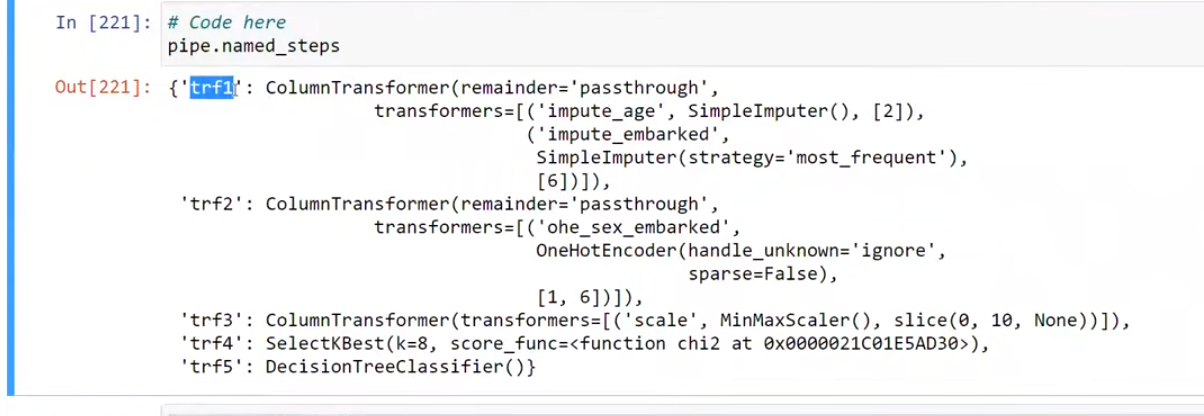 In [221]: # Code here
pipe.named_steps
Out[221]: {'trf1': ColumnTransformer(remainder='passthrough',
transformers=[('impute_age', SimpleImputer(), [2]),
('impute_embarked',
SimpleImputer(strategy='most_frequent'),
[6])]),
'trf2': ColumnTransformer(remainder='passthrough',
transformers=[('ohe_sex_embarked',
OneHotEncoder(handle_unknown='ignore',
sparse=False),
[1, 6])]),
'trf3': ColumnTransformer(transformers=[('scale', MinMaxScaler(), slice(0, 10, None))]),
'trf4': SelectKBest(k=8, score_func=<function chi2 at 0x0000021C01E5AD30>),
'trf5': DecisionTreeClassifier()}